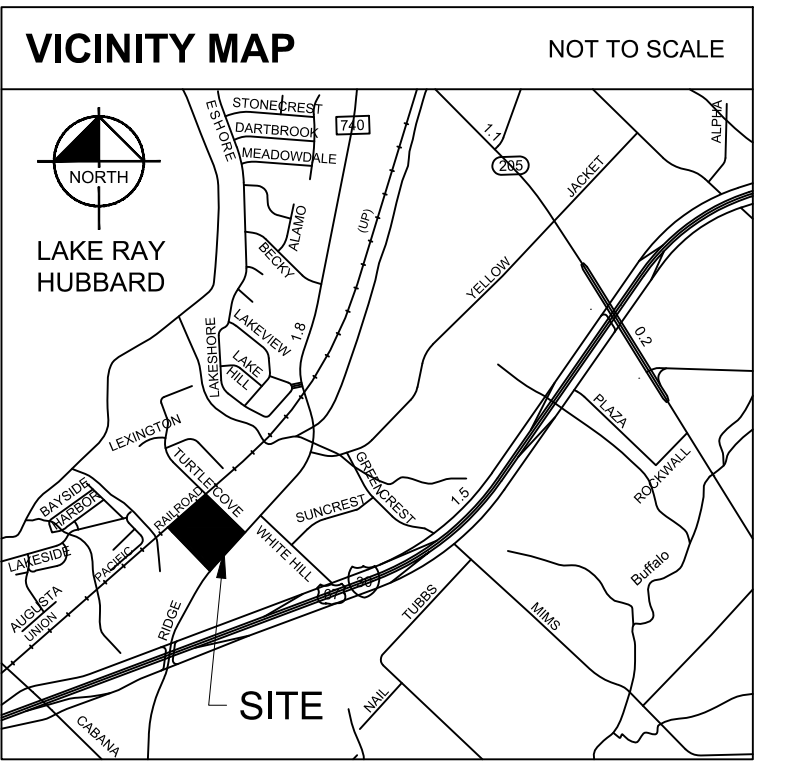 VICINITY MAP
NOT TO SCALE
NORTH
LAKE RAY
HUBBARD
ESHORE
STONECREST
DARTBROOK
MEADOWDALE
740
1.1
205
ALPHA
JACKET
YELLOW
(UP)
ALAMO
BECKY
LAKESHORE
LAKEVIEW
LAKE
HILL
1.8
0.2
PLAZA
ROCKWALL
LEXINGTON
TURTLE COVE
RAILROAD
GREENCREST
SUNCREST
1.5
BAYSIDE
HARBOR
LAKESIDE
PACIFIC
AUGUSTA
UNION
WHITE HILL
67
30
RIDGE
TUBBS
MIMS
Buffalo
NAIL
CABANA
SITE